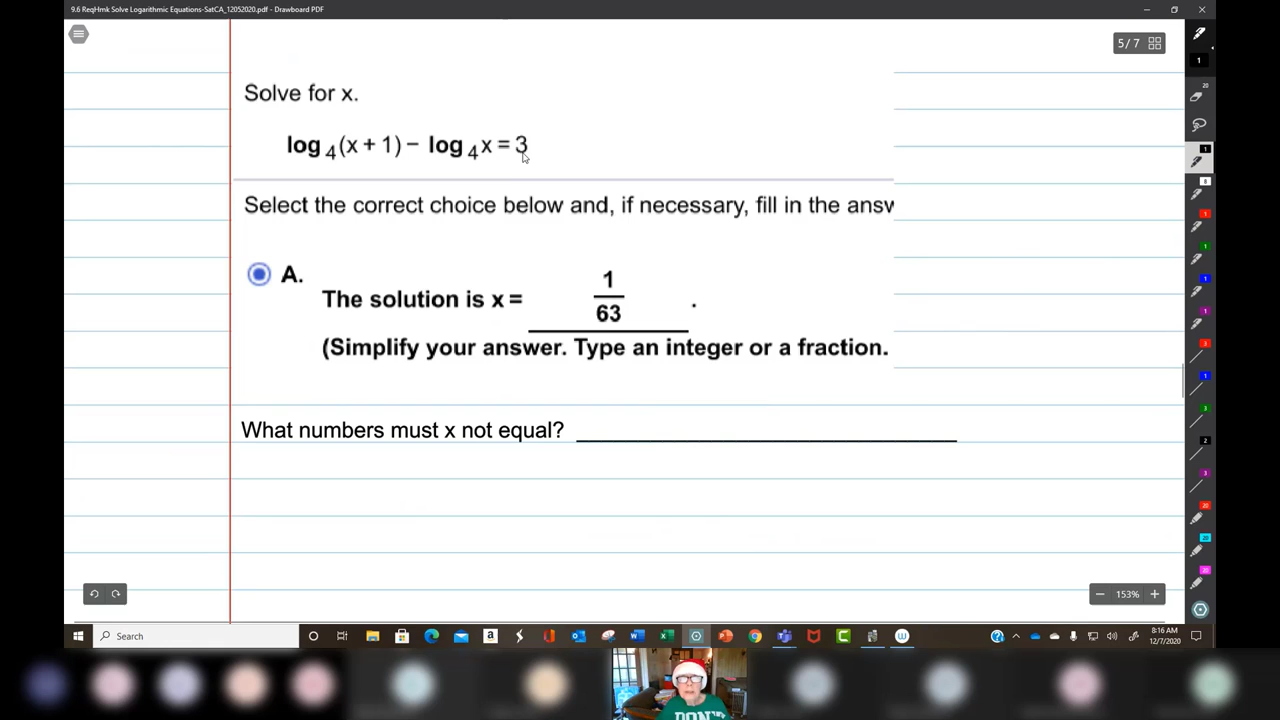 9.6 ReqHmk Solve Logarithmic Equations-SatCA_12052020.pdf - Drawboard PDF
5 / 7
Solve for x.
log 4(x + 1) − log 4x = 3
Select the correct choice below and, if necessary, fill in the answ
A.
The solution is x = 1/63 .
(Simplify your answer. Type an integer or a fraction.
What numbers must x not equal?
153%
Search
8:16 AM
12/7/2020
DON'T